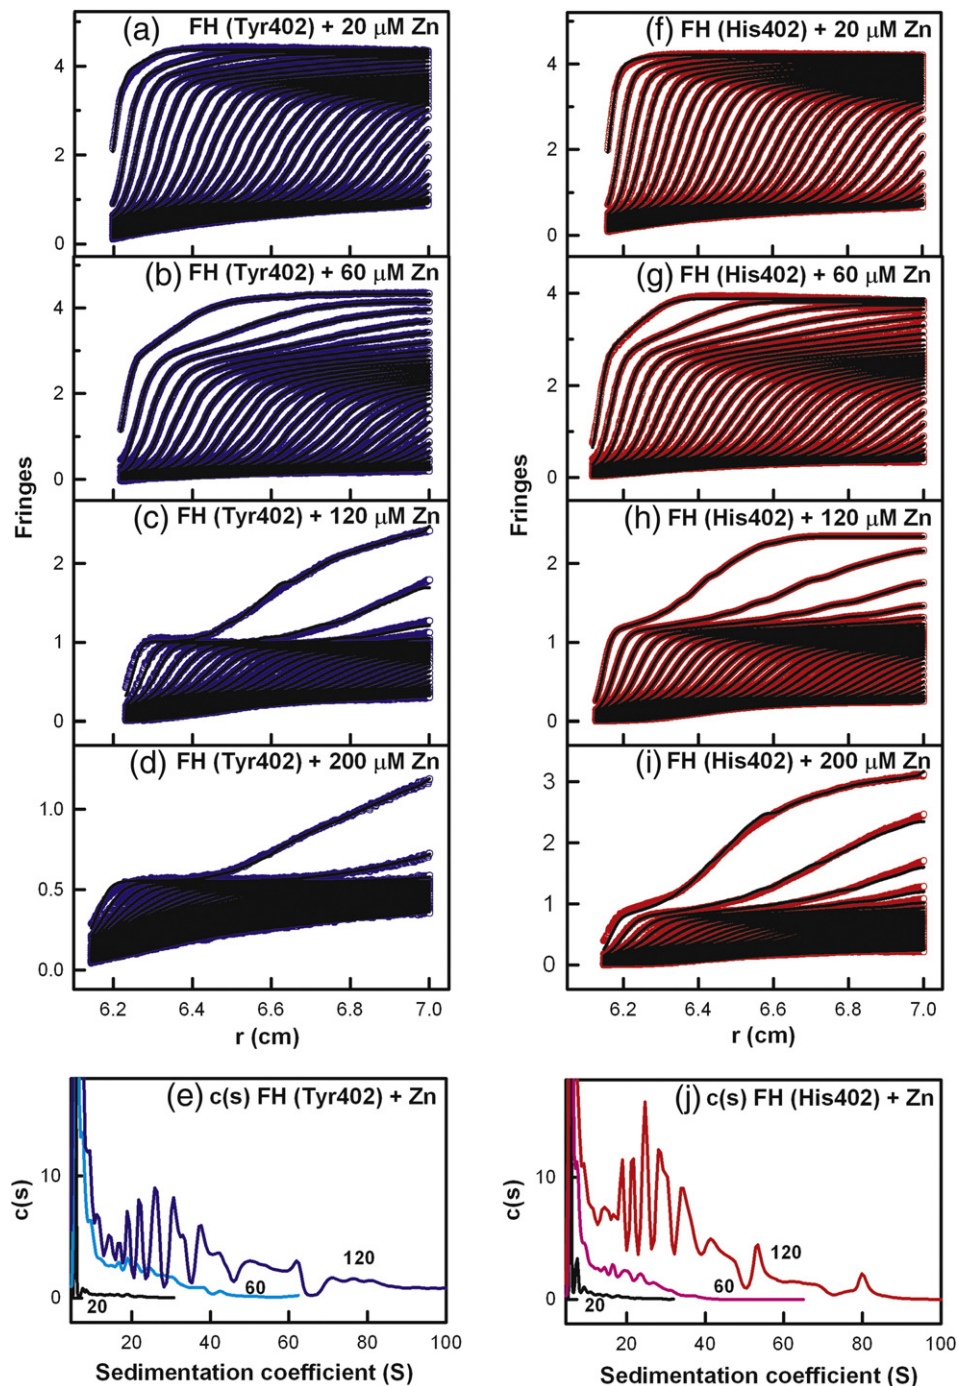 (a) FH (Tyr402) + 20 μM Zn
4
2
0
(b) FH (Tyr402) + 60 μM Zn
4
2
0
Fringes
(c) FH (Tyr402) + 120 μM Zn
2
1
0
(d) FH (Tyr402) + 200 μM Zn
1.0
0.5
0.0
6.2 6.4 6.6 6.8 7.0
r (cm)
(e) c(s) FH (Tyr402) + Zn
10
0
c(s)
120
60
20
20 40 60 80 100
Sedimentation coefficient (S)
(f) FH (His402) + 20 μM Zn
4
2
0
(g) FH (His402) + 60 μM Zn
4
2
0
Fringes
(h) FH (His402) + 120 μM Zn
2
1
0
(i) FH (His402) + 200 μM Zn
3
2
1
0
6.2 6.4 6.6 6.8 7.0
r (cm)
(j) c(s) FH (His402) + Zn
10
0
c(s)
120
60
20
20 40 60 80 100
Sedimentation coefficient (S)